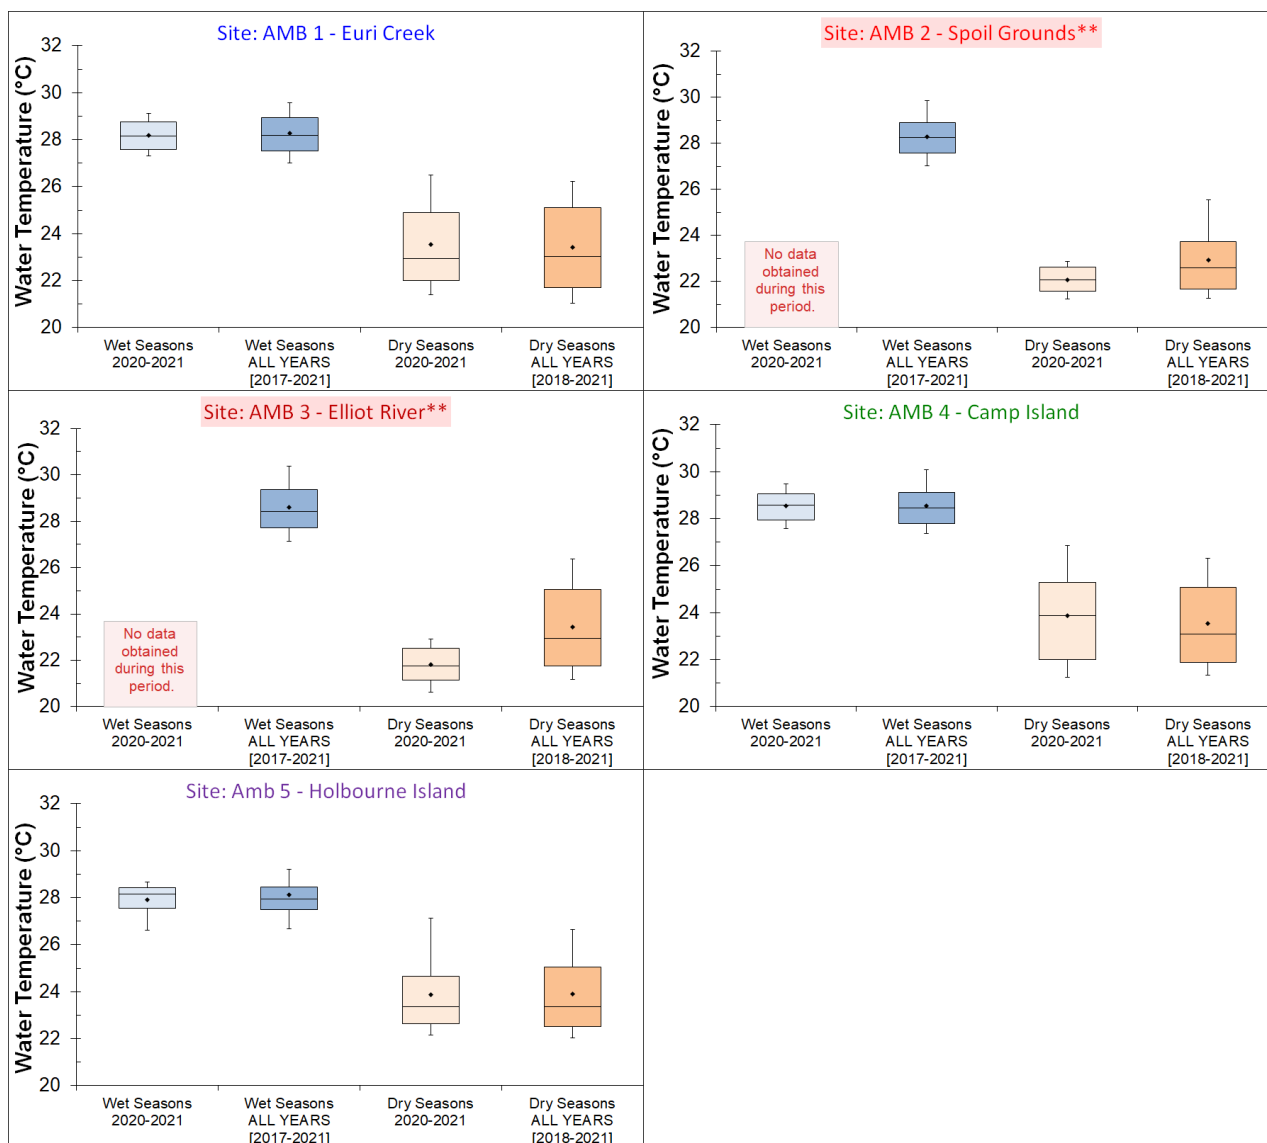 Site: AMB 1 - Euri Creek
Water Temperature (°C)
32
30
28
26
24
22
20
Wet Seasons
2020-2021
Wet Seasons
ALL YEARS
[2017-2021]
Dry Seasons
2020-2021
Dry Seasons
ALL YEARS
[2018-2021]
Site: AMB 2 - Spoil Grounds**
Water Temperature (°C)
32
30
28
26
24
22
20
No data
obtained
during this
period.
Wet Seasons
2020-2021
Wet Seasons
ALL YEARS
[2017-2021]
Dry Seasons
2020-2021
Dry Seasons
ALL YEARS
[2018-2021]
Site: AMB 3 - Elliot River**
Water Temperature (°C)
32
30
28
26
24
22
20
No data
obtained
during this
period.
Wet Seasons
2020-2021
Wet Seasons
ALL YEARS
[2017-2021]
Dry Seasons
2020-2021
Dry Seasons
ALL YEARS
[2018-2021]
Site: AMB 4 - Camp Island
Water Temperature (°C)
32
30
28
26
24
22
20
Wet Seasons
2020-2021
Wet Seasons
ALL YEARS
[2017-2021]
Dry Seasons
2020-2021
Dry Seasons
ALL YEARS
[2018-2021]
Site: Amb 5 - Holbourne Island
Water Temperature (°C)
32
30
28
26
24
22
20
Wet Seasons
2020-2021
Wet Seasons
ALL YEARS
[2017-2021]
Dry Seasons
2020-2021
Dry Seasons
ALL YEARS
[2018-2021]